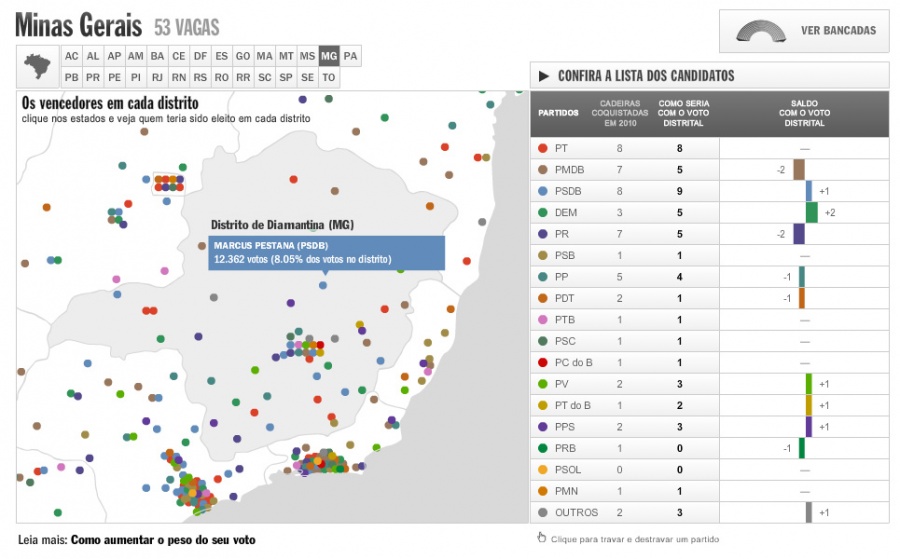 Minas Gerais 53 VAGAS
VER BANCADAS
AC AL AP AM BA CE DF ES GO MA MT MS MG PA
PB PR PE PI RJ RN RS RO RR SC SP SE TO
CONFIRA A LISTA DOS CANDIDATOS
Os vencedores em cada distrito
clique nos estados e veja quem teria sido eleito em cada distrito
Distrito de Diamantina (MG)
MARCUS PESTANA (PSDB)
12.362 votos (8.05% dos votos no distrito)
PARTIDOS
CADEIRAS
COQUISTADAS
EM 2010
COMO SERIA
COM O VOTO
DISTRITAL
SALDO
COM O VOTO
DISTRITAL
PT 8 8 —
PMDB 7 5 -2
PSDB 8 9 +1
DEM 3 5 +2
PR 7 5 -2
PSB 1 1 —
PP 5 4 -1
PDT 2 1 -1
PTB 1 1 —
PSC 1 1 —
PC do B 1 1 —
PV 2 3 +1
PT do B 1 2 +1
PPS 2 3 +1
PRB 1 0 -1
PSOL 0 0 —
PMN 1 1 —
OUTROS 2 3 +1
Leia mais: Como aumentar o peso do seu voto
Clique para travar e destravar um partido